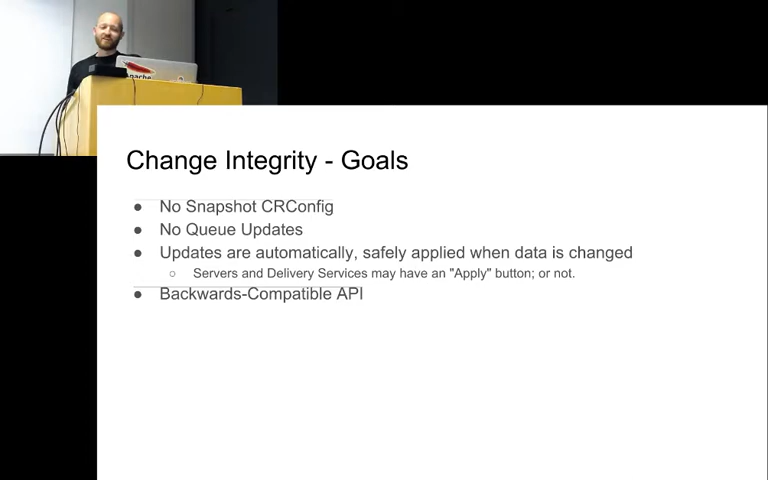 Apache
Change Integrity - Goals
● No Snapshot CRConfig
● No Queue Updates
● Updates are automatically, safely applied when data is changed
○ Servers and Delivery Services may have an "Apply" button; or not.
● Backwards-Compatible API